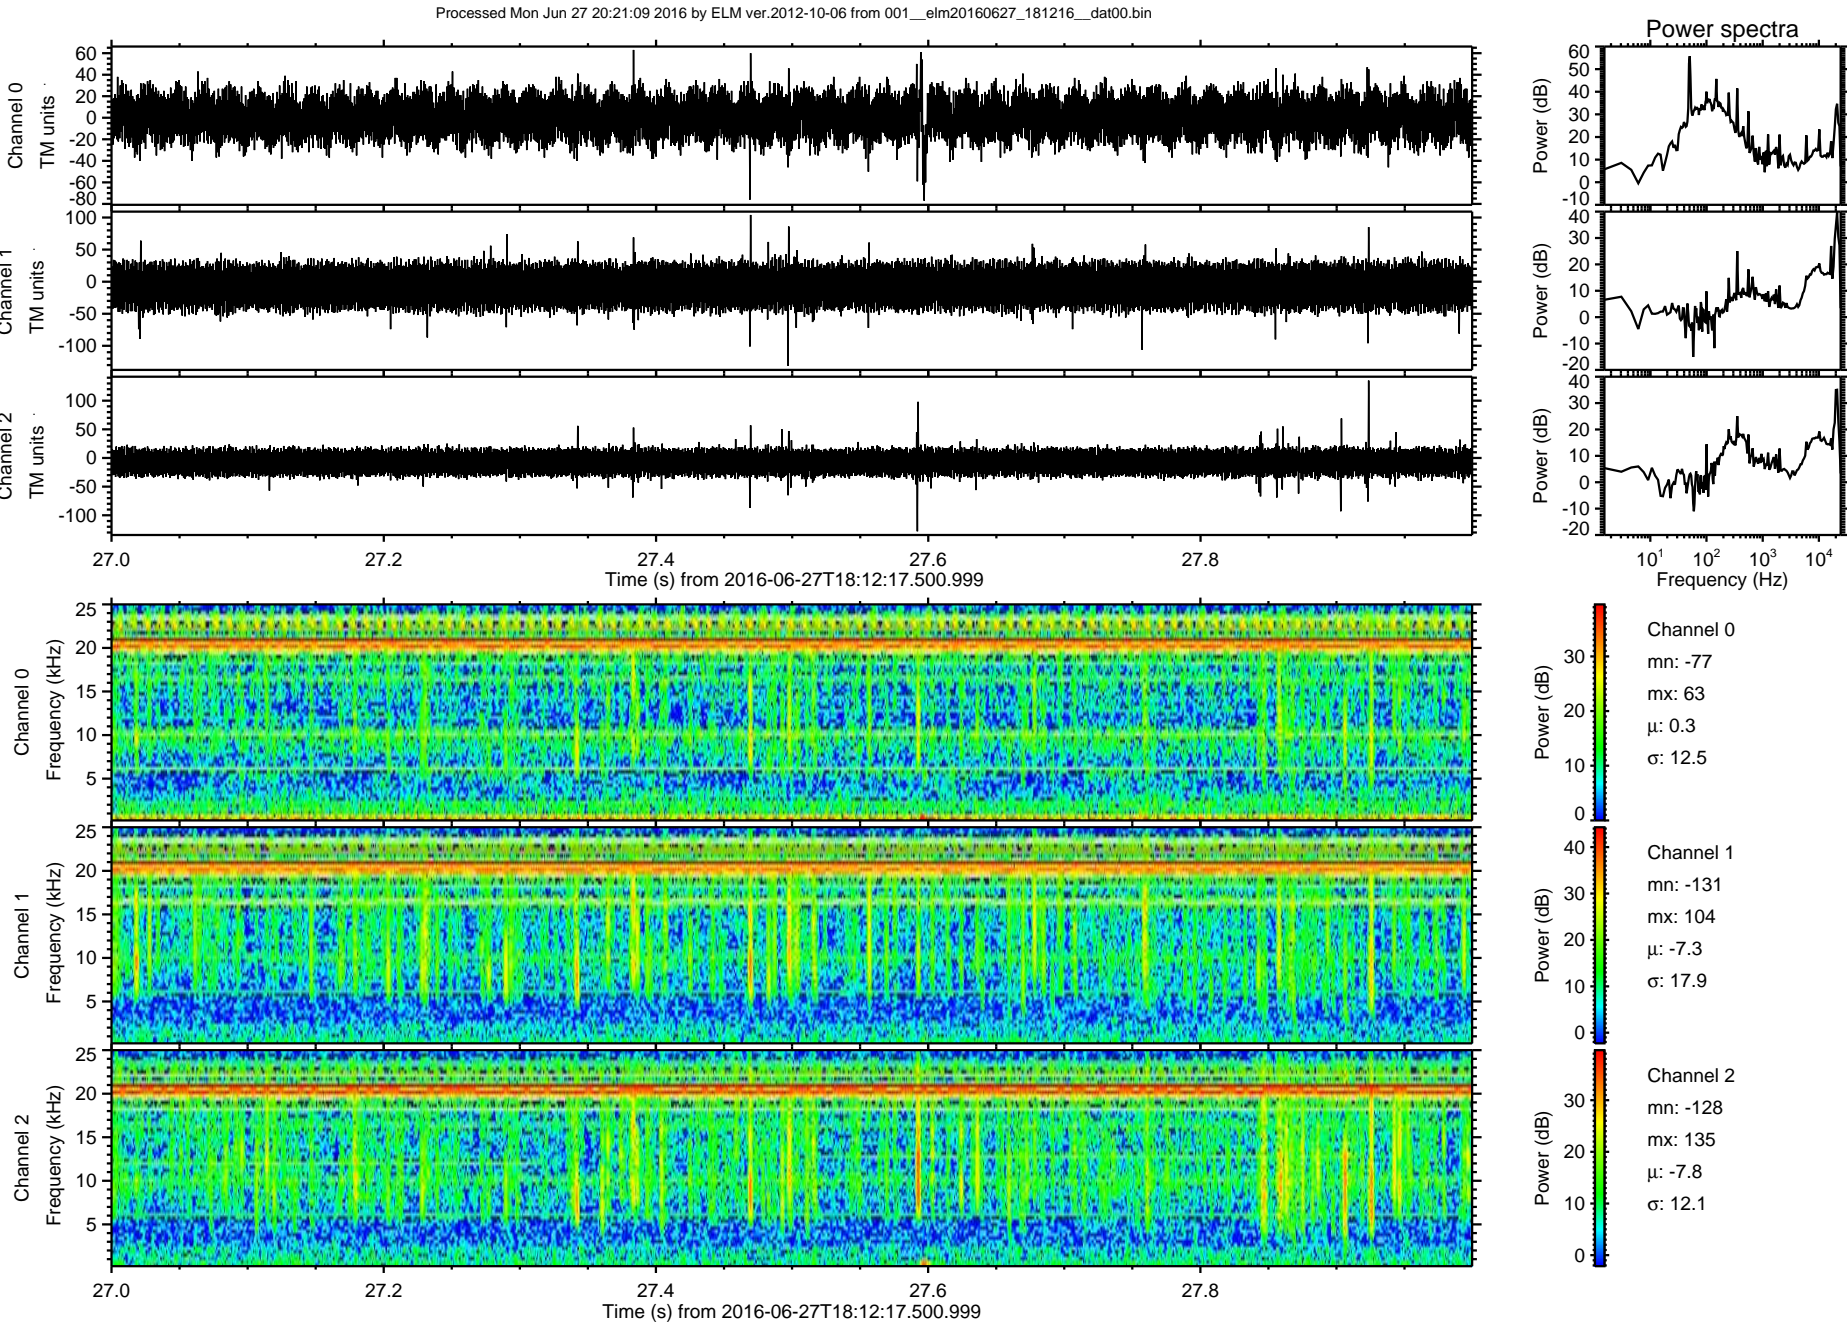 Processed Mon Jun 27 20:21:09 2016 by ELM ver.2012-10-06 from 001__elm20160627_181216__dat00.bin
Power spectra
Channel 0
TM units
60
40
20
0
-20
-40
-60
-80
Power (dB)
60
50
40
30
20
10
0
-10
Channel 1
TM units
100
50
0
-50
-100
Power (dB)
40
30
20
10
0
-10
-20
Channel 2
TM units
100
50
0
-50
-100
Power (dB)
40
30
20
10
0
-10
-20
27.0 27.2 27.4 27.6 27.8
Time (s) from 2016-06-27T18:12:17.500.999
10^1 10^2 10^3 10^4
Frequency (Hz)
Channel 0
Frequency (kHz)
25
20
15
10
5
Power (dB)
30
20
10
0
Channel 0
mn: -77
mx: 63
μ: 0.3
σ: 12.5
Channel 1
Frequency (kHz)
25
20
15
10
5
Power (dB)
40
30
20
10
0
Channel 1
mn: -131
mx: 104
μ: -7.3
σ: 17.9
Channel 2
Frequency (kHz)
25
20
15
10
5
Power (dB)
30
20
10
0
Channel 2
mn: -128
mx: 135
μ: -7.8
σ: 12.1
27.0 27.2 27.4 27.6 27.8
Time (s) from 2016-06-27T18:12:17.500.999